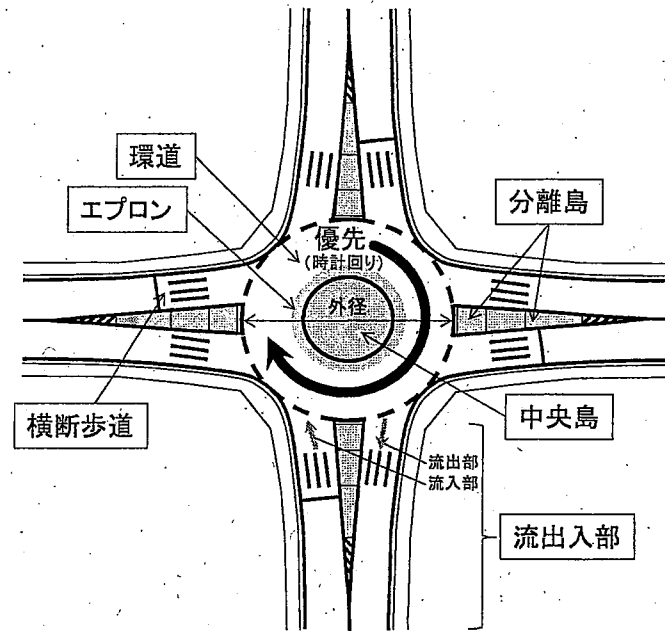 環道
エプロン
分離島
優先
(時計回り)
外径
横断歩道
中央島
流出部
流入部
流出入部